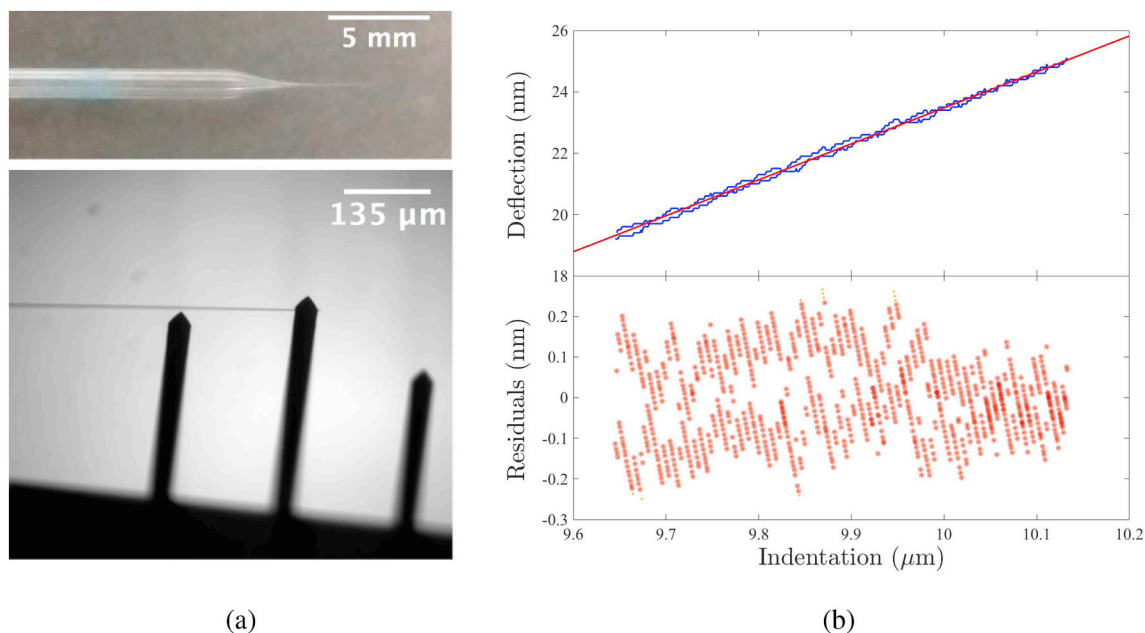 5 mm
135 µm
(a)
26
24
22
20
18
Deflection (nm)
0.2
0.1
0
-0.1
-0.2
-0.3
Residuals (nm)
9.6 9.7 9.8 9.9 10 10.1 10.2
Indentation (μm)
(b)